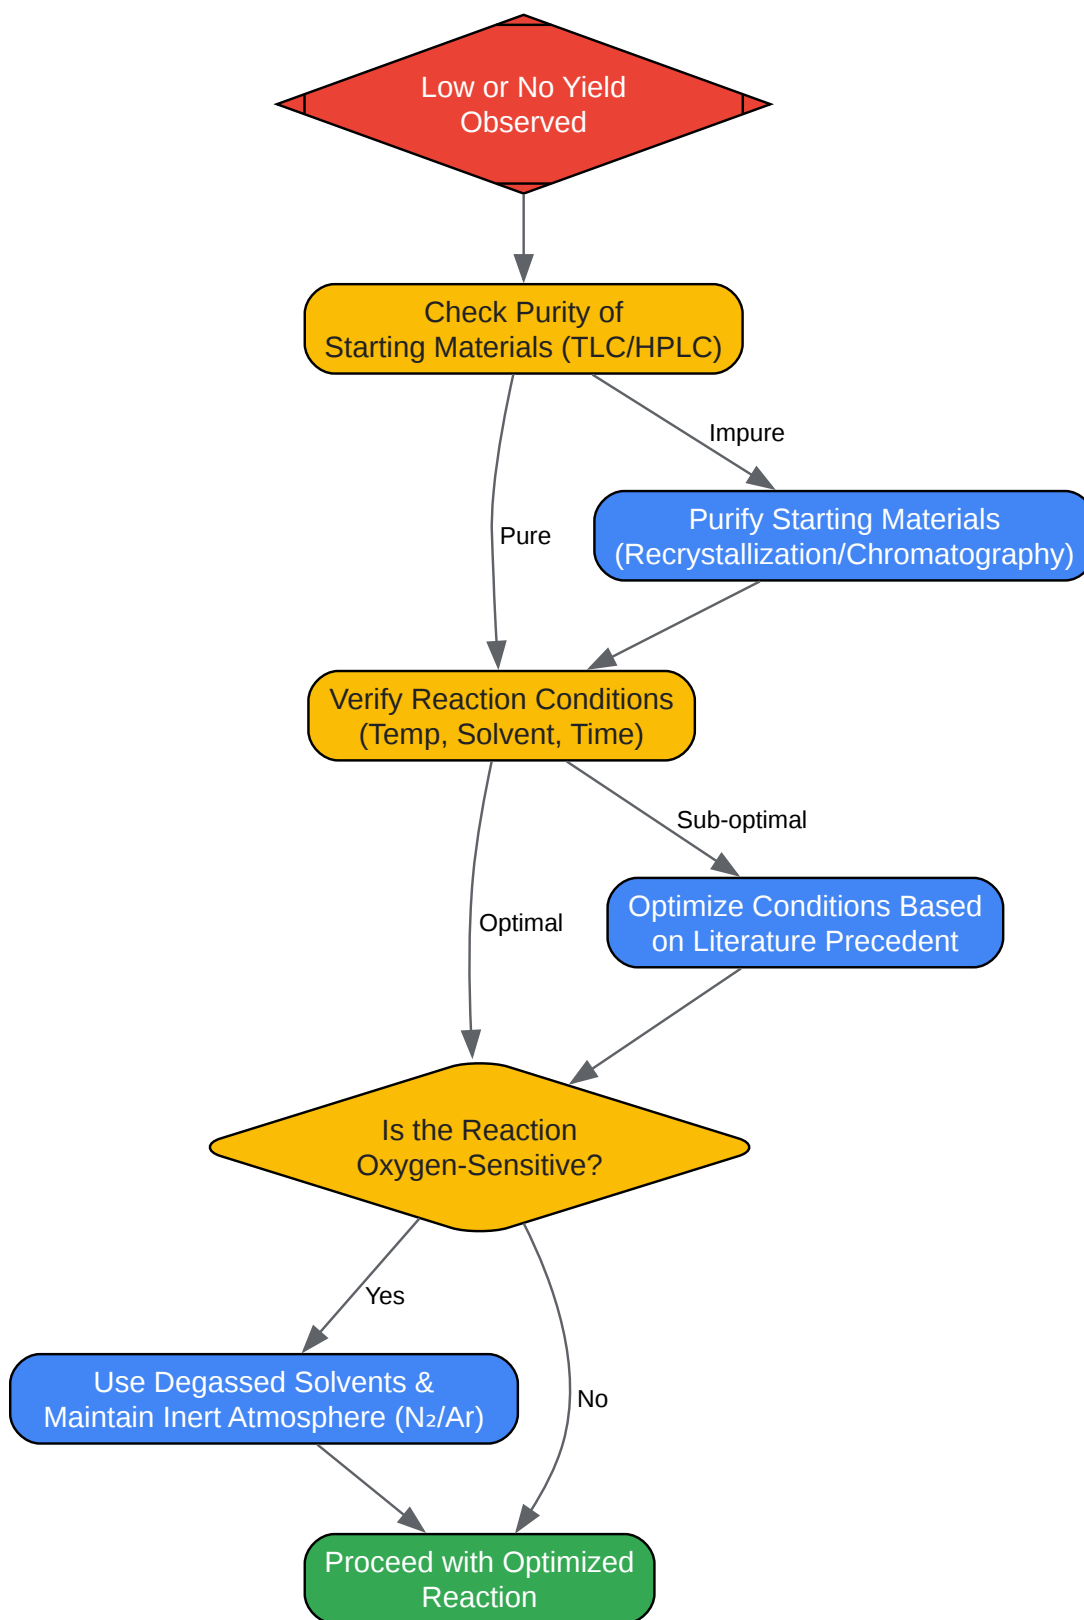 Low or No Yield
Observed
Check Purity of
Starting Materials (TLC/HPLC)
Impure
Purify Starting Materials
(Recrystallization/Chromatography)
Pure
Verify Reaction Conditions
(Temp, Solvent, Time)
Sub-optimal
Optimize Conditions Based
on Literature Precedent
Optimal
Is the Reaction
Oxygen-Sensitive?
Yes
Use Degassed Solvents &
Maintain Inert Atmosphere (N₂/Ar)
No
Proceed with Optimized
Reaction